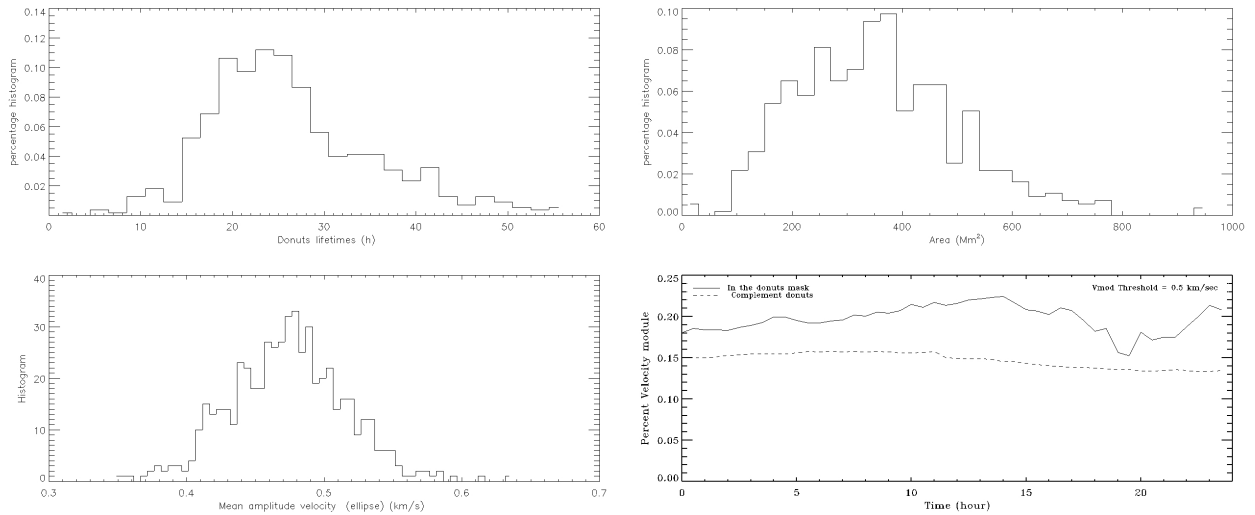 0.14
0.12
0.10
0.08
0.06
0.04
0.02
percentage histogram
0 10 20 30 40 50 60
Donuts lifetimes (h)
0.10
0.08
0.06
0.04
0.02
0.00
percentage histogram
0 200 400 600 800 1000
Area (Mm²)
40
30
20
10
0
Histogram
0.3 0.4 0.5 0.6 0.7
Mean amplitude velocity (ellipse) (km/s)
0.25
0.20
0.15
0.10
0.05
0.00
Percent Velocity module
In the donuts mask
Complement donuts
Vmod Threshold = 0.5 km/sec
0 5 10 15 20
Time (hour)